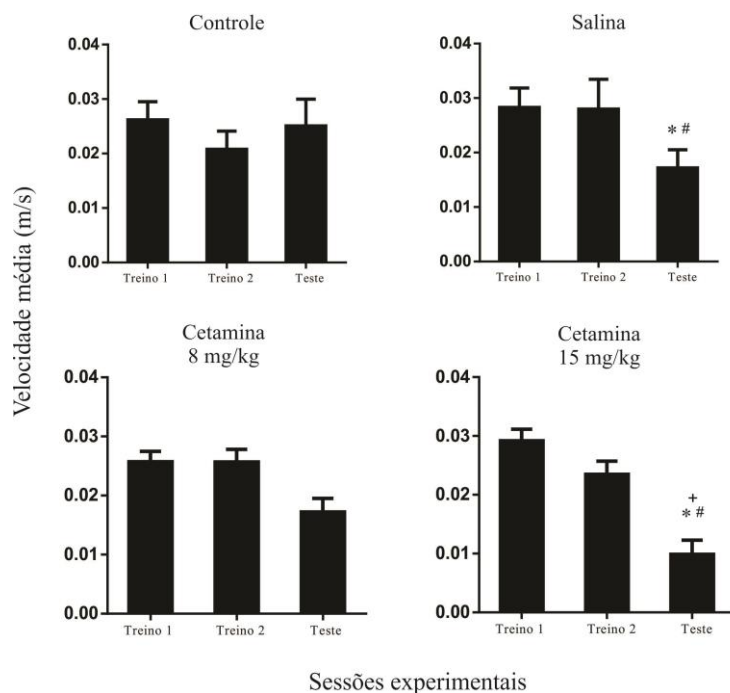 Controle
0.04
0.03
0.02
0.01
0.00
Treino 1 Treino 2 Teste
Salina
0.04
0.03
0.02
0.01
0.00
* #
Treino 1 Treino 2 Teste
Velocidade média (m/s)
Cetamina
8 mg/kg
0.04
0.03
0.02
0.01
0.00
Treino 1 Treino 2 Teste
Cetamina
15 mg/kg
0.04
0.03
0.02
0.01
0.00
+
* #
Treino 1 Treino 2 Teste
Sessões experimentais